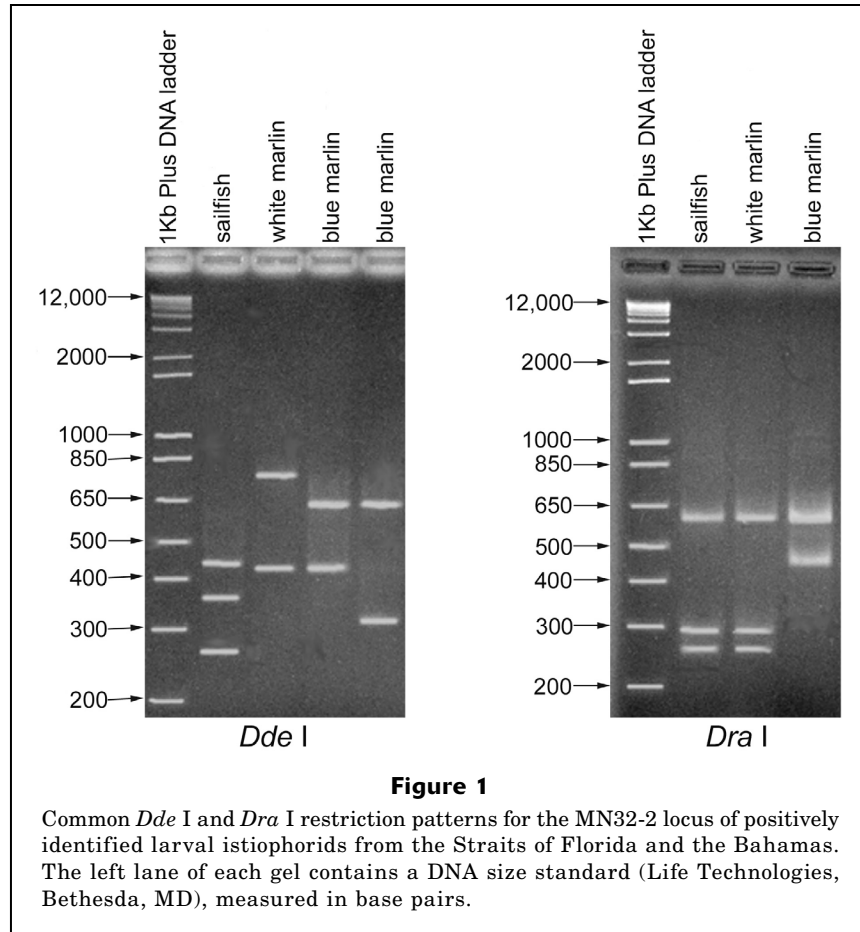 1Kb Plus DNA ladder
sailfish
white marlin
blue marlin
blue marlin
12,000
2000
1000
850
650
500
400
300
200
Dde I
1Kb Plus DNA ladder
sailfish
white marlin
blue marlin
12,000
2000
1000
850
650
500
400
300
200
Dra I
Figure 1
Common Dde I and Dra I restriction patterns for the MN32-2 locus of positively
identified larval istiophorids from the Straits of Florida and the Bahamas.
The left lane of each gel contains a DNA size standard (Life Technologies,
Bethesda, MD), measured in base pairs.